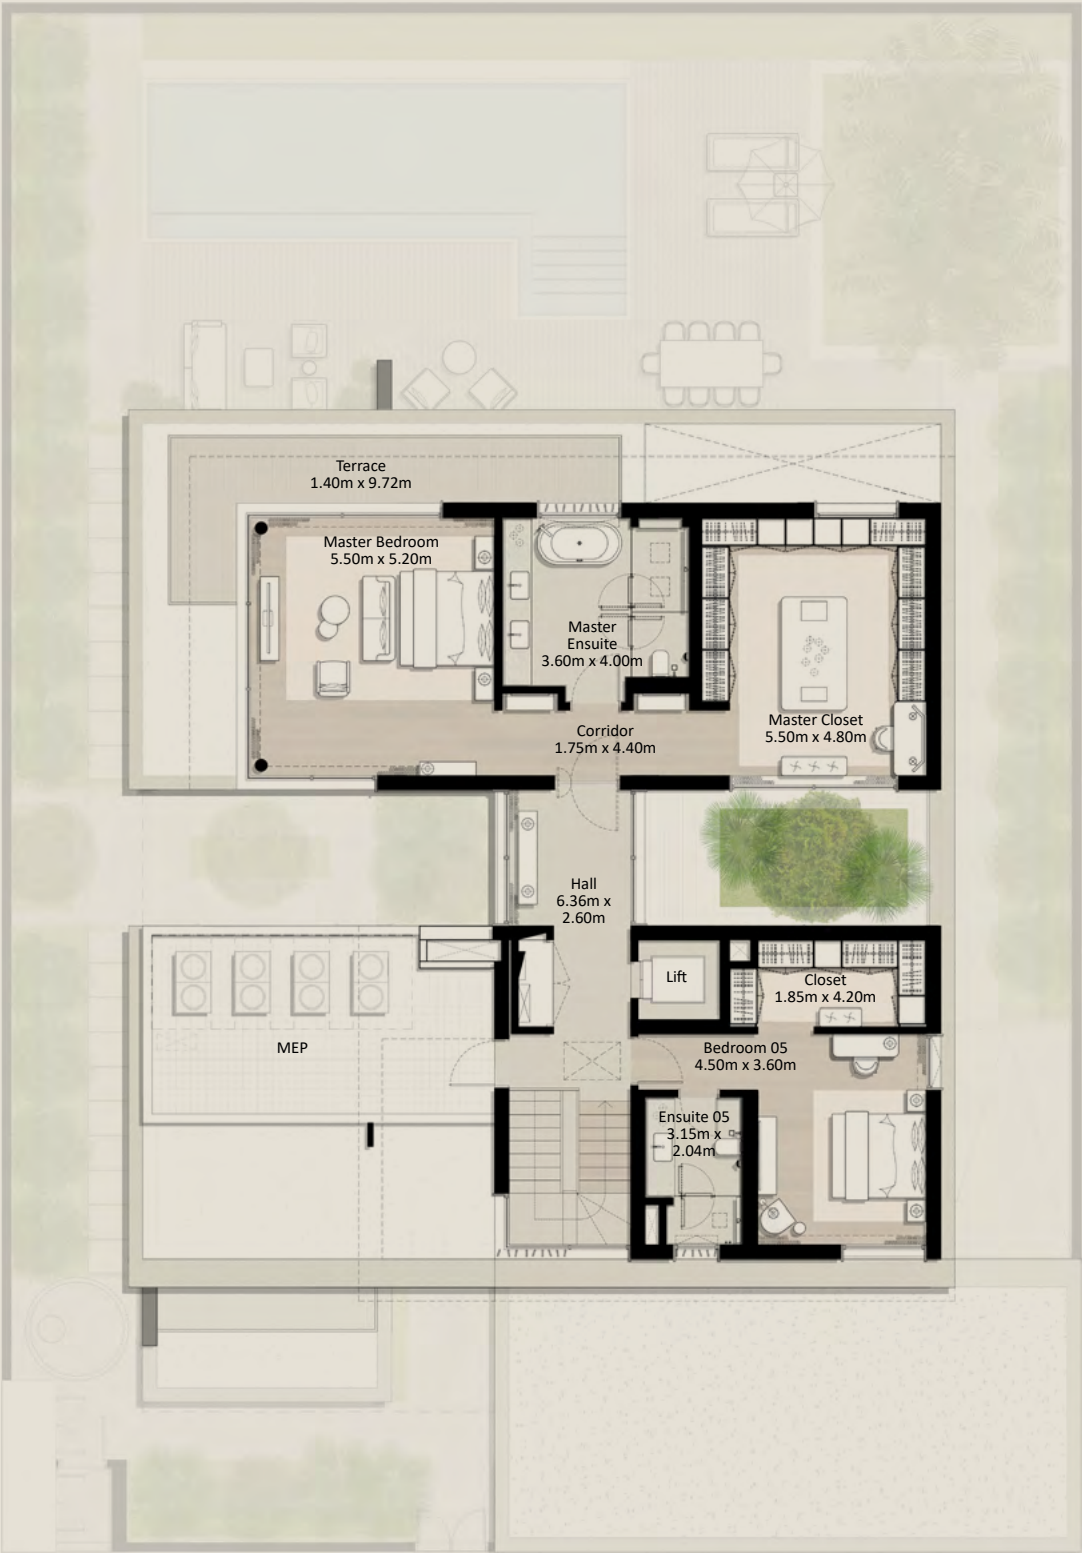 Terrace
1.40m x 9.72m
Master Bedroom
5.50m x 5.20m
Master
Ensuite
3.60m x 4.00m
Master Closet
5.50m x 4.80m
Corridor
1.75m x 4.40m
Hall
6.36m x
2.60m
Lift
Closet
1.85m x 4.20m
MEP
Bedroom 05
4.50m x 3.60m
Ensuite 05
3.15m x
2.04m